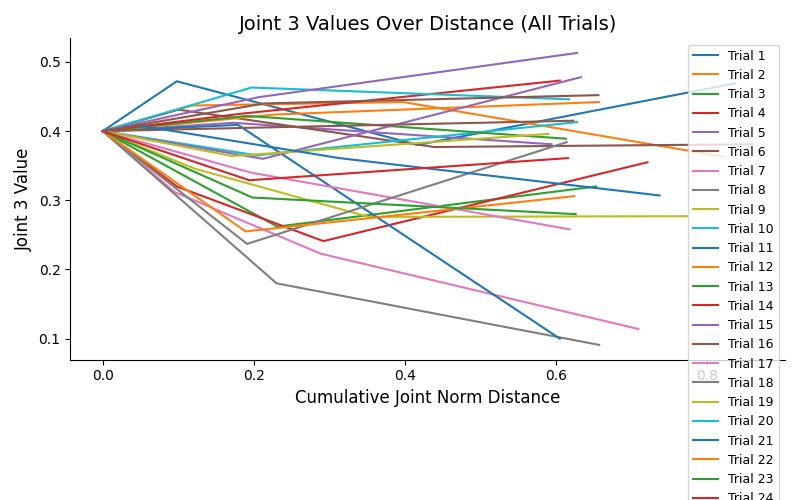 Joint 3 Values Over Distance (All Trials)
0.5
0.4
0.3
0.2
0.1
Joint 3 Value
0.0
0.2
0.4
0.6
0.8
Cumulative Joint Norm Distance
Trial 1
Trial 2
Trial 3
Trial 4
Trial 5
Trial 6
Trial 7
Trial 8
Trial 9
Trial 10
Trial 11
Trial 12
Trial 13
Trial 14
Trial 15
Trial 16
Trial 17
Trial 18
Trial 19
Trial 20
Trial 21
Trial 22
Trial 23
Trial 24